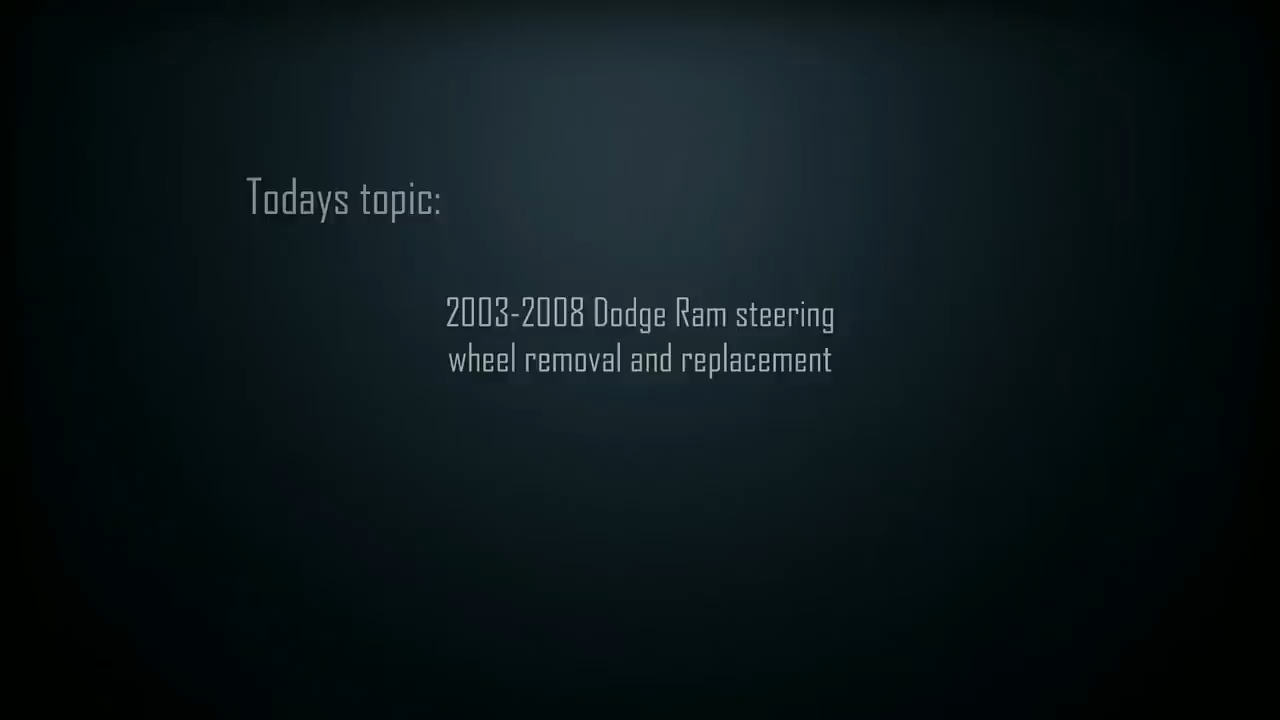 Todays topic:
2003-2008 Dodge Ram steering
wheel removal and replacement